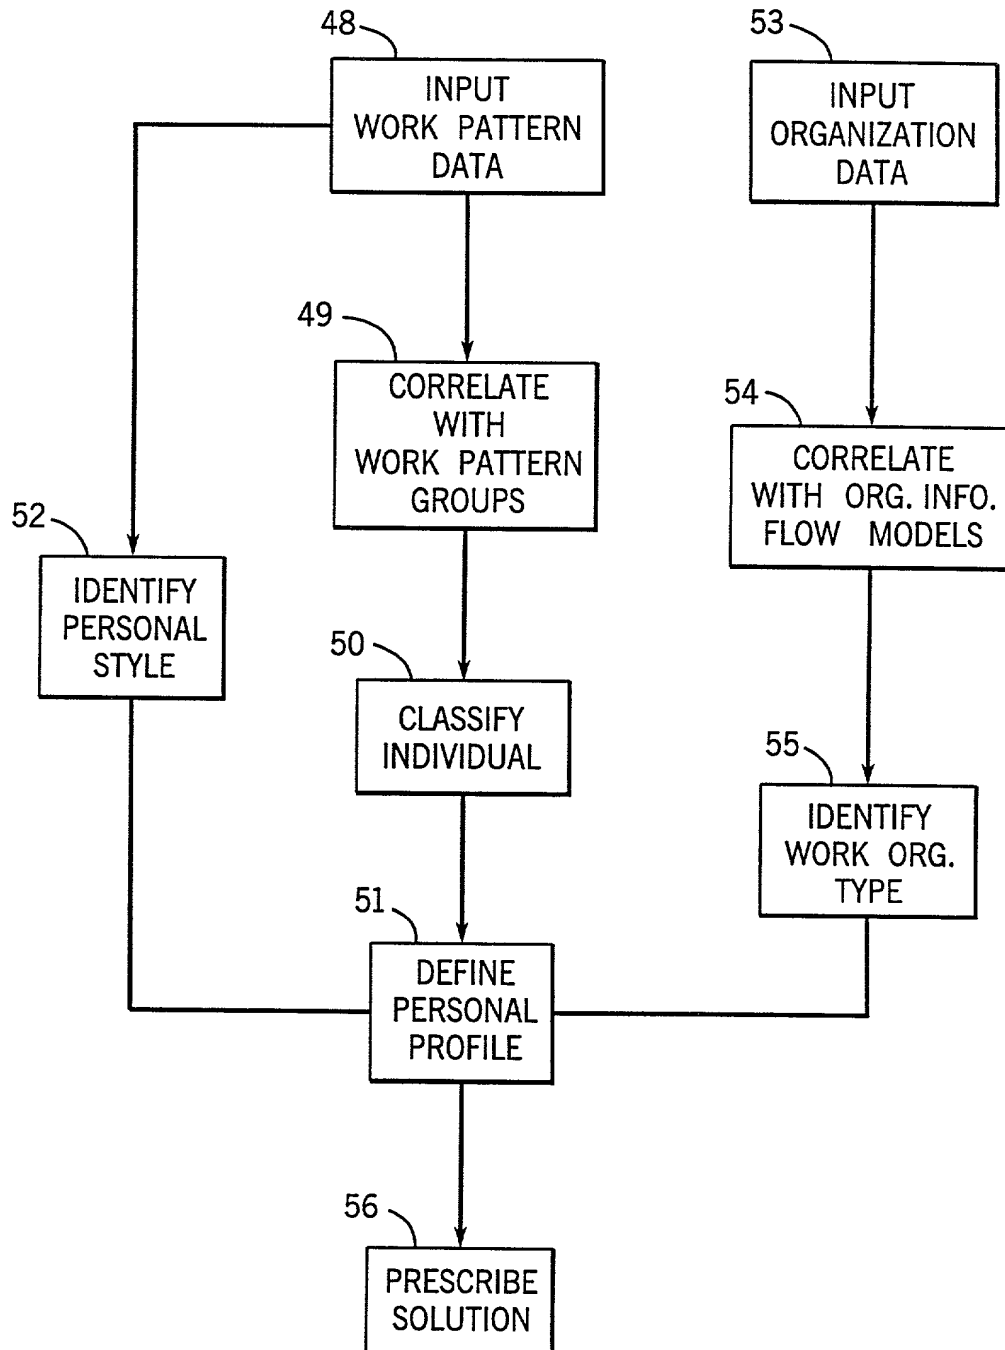 48
INPUT
WORK PATTERN
DATA
53
INPUT
ORGANIZATION
DATA
49
CORRELATE
WITH
WORK PATTERN
GROUPS
54
CORRELATE
WITH ORG. INFO.
FLOW MODELS
52
IDENTIFY
PERSONAL
STYLE
50
CLASSIFY
INDIVIDUAL
55
IDENTIFY
WORK ORG.
TYPE
51
DEFINE
PERSONAL
PROFILE
56
PRESCRIBE
SOLUTION